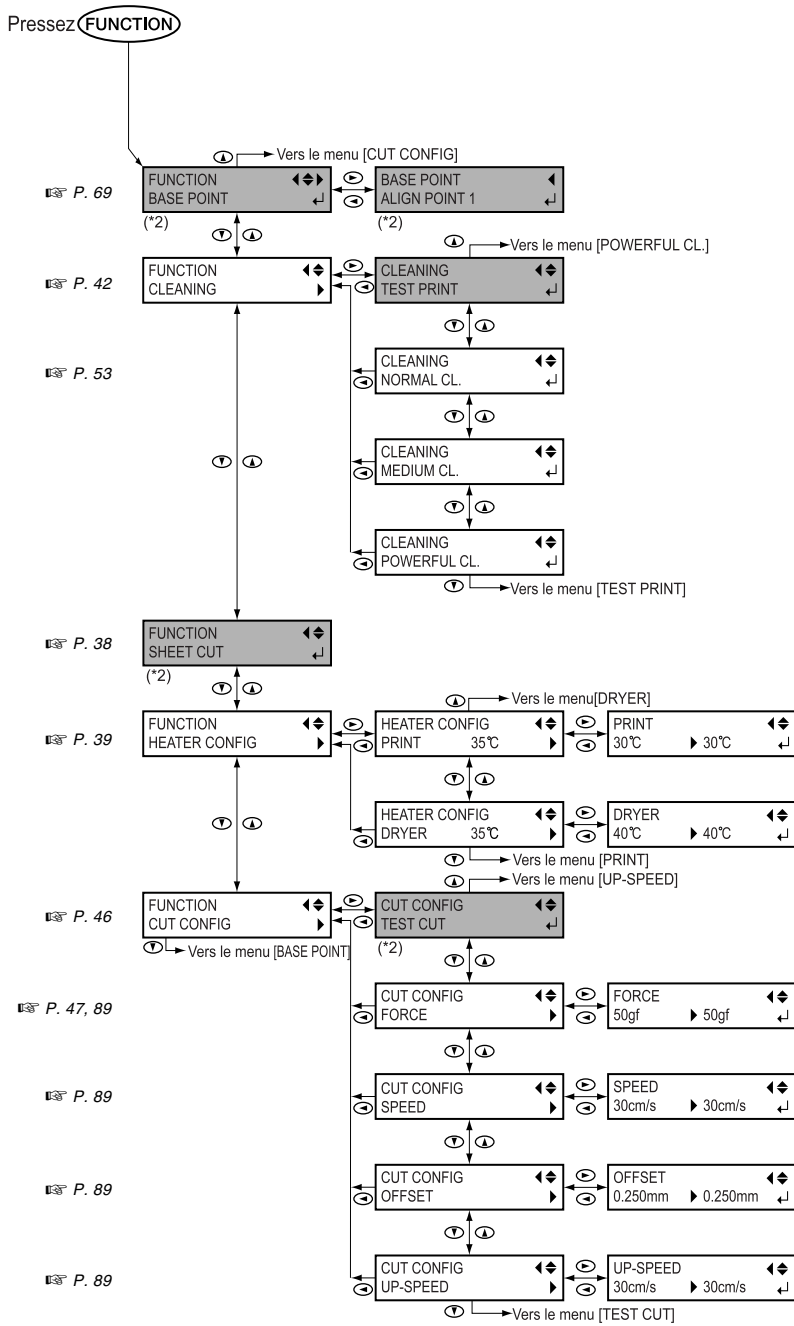 Pressez FUNCTION
Vers le menu [CUT CONFIG]
P. 69
FUNCTION
BASE POINT
(*2)
BASE POINT
ALIGN POINT 1
(*2)
Vers le menu [POWERFUL CL.]
P. 42
FUNCTION
CLEANING
CLEANING
TEST PRINT
P. 53
CLEANING
NORMAL CL.
CLEANING
MEDIUM CL.
CLEANING
POWERFUL CL.
Vers le menu [TEST PRINT]
P. 38
FUNCTION
SHEET CUT
(*2)
Vers le menu[DRYER]
P. 39
FUNCTION
HEATER CONFIG
HEATER CONFIG
PRINT 35℃
PRINT
30℃ 30℃
HEATER CONFIG
DRYER 35℃
DRYER
40℃ 40℃
Vers le menu [PRINT]
Vers le menu [UP-SPEED]
P. 46
FUNCTION
CUT CONFIG
Vers le menu [BASE POINT]
CUT CONFIG
TEST CUT
(*2)
P. 47, 89
CUT CONFIG
FORCE
FORCE
50gf 50gf
P. 89
CUT CONFIG
SPEED
SPEED
30cm/s 30cm/s
P. 89
CUT CONFIG
OFFSET
OFFSET
0.250mm 0.250mm
P. 89
CUT CONFIG
UP-SPEED
UP-SPEED
30cm/s 30cm/s
Vers le menu [TEST CUT]